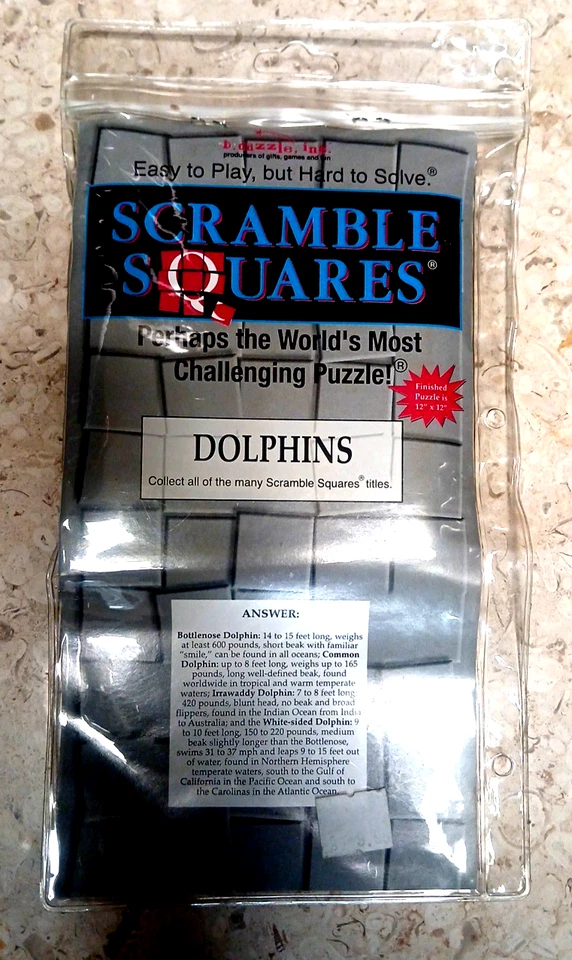 b. dazzle, inc.
producers of gifts, games and fun
Easy to Play, but Hard to Solve.®
SCRAMBLE
SQUARES®
Perhaps the World's Most
Challenging Puzzle!®
Finished
Puzzle is
12" x 12"
DOLPHINS
Collect all of the many Scramble Squares® titles.
ANSWER:
Bottlenose Dolphin: 14 to 15 feet long, weighs
at least 600 pounds, short beak with familiar
"smile," can be found in all oceans; Common
Dolphin: up to 8 feet long, weighs up to 165
pounds, long well-defined beak, found
worldwide in tropical and warm temperate
waters; Irrawaddy Dolphin: 7 to 8 feet long
420 pounds, blunt head, no beak and broad
flippers, found in the Indian Ocean from India
to Australia; and the White-sided Dolphin: 9
to 10 feet long, 150 to 220 pounds, medium
beak slightly longer than the Bottlenose,
swims 31 to 37 mph and leaps 9 to 15 feet out
of water, found in Northern Hemisphere
temperate waters, south to the Gulf of
California in the Pacific Ocean and south to
the Carolinas in the Atlantic Ocean.